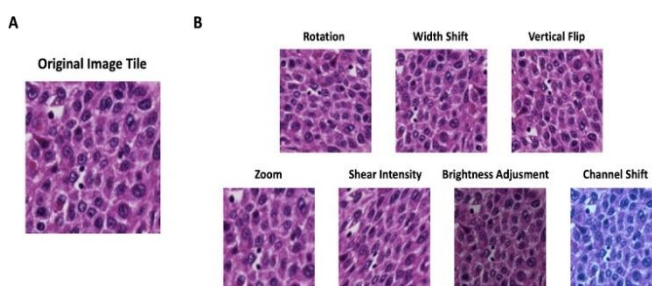 A
B
Original Image Tile
Rotation
Width Shift
Vertical Flip
Zoom
Shear Intensity
Brightness Adjusment
Channel Shift